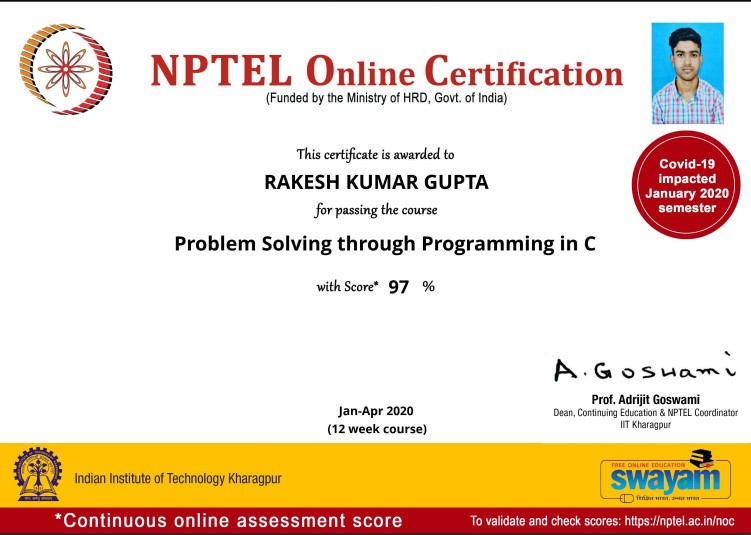 NPTEL Online Certification
(Funded by the Ministry of HRD, Govt. of India)
This certificate is awarded to
RAKESH KUMAR GUPTA
for passing the course
Problem Solving through Programming in C
with Score* 97 %
Covid-19
impacted
January 2020
semester
A. Goswami
Prof. Adrijit Goswami
Dean, Continuing Education & NPTEL Coordinator
IIT Kharagpur
Jan-Apr 2020
(12 week course)
Indian Institute of Technology Kharagpur
FREE ONLINE EDUCATION
swayam
शिक्षित भारत, उन्नत भारत
*Continuous online assessment score
To validate and check scores: https://nptel.ac.in/noc